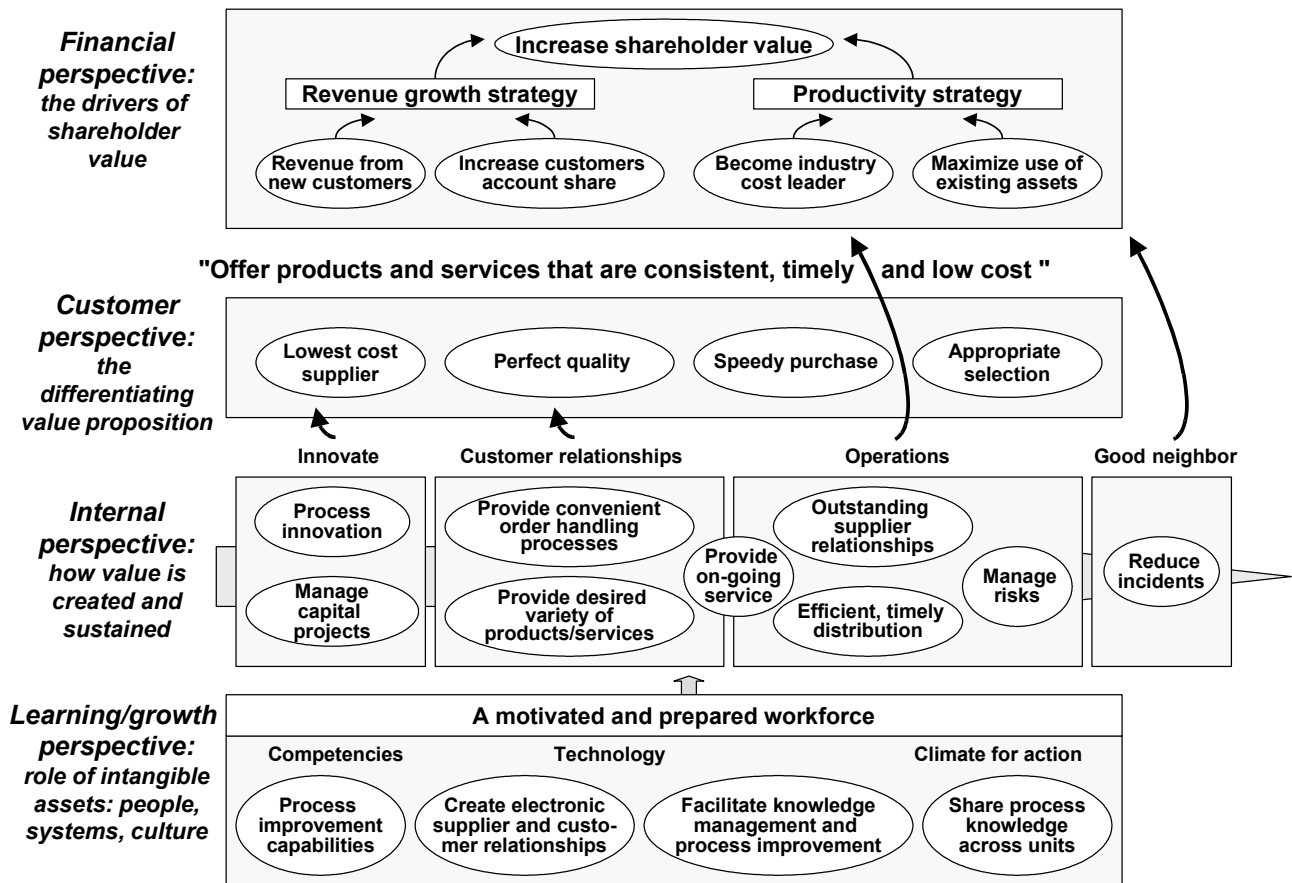 Financial
perspective:
the drivers of
shareholder
value
Increase shareholder value
Revenue growth strategy
Productivity strategy
Revenue from
new customers
Increase customers
account share
Become industry
cost leader
Maximize use of
existing assets
"Offer products and services that are consistent, timely and low cost "
Customer
perspective:
the
differentiating
value proposition
Lowest cost
supplier
Perfect quality
Speedy purchase
Appropriate
selection
Innovate
Customer relationships
Operations
Good neighbor
Internal
perspective:
how value is
created and
sustained
Process
innovation
Manage
capital
projects
Provide convenient
order handling
processes
Provide desired
variety of
products/services
Provide
on-going
service
Outstanding
supplier
relationships
Efficient, timely
distribution
Manage
risks
Reduce
incidents
Learning/growth
perspective:
role of intangible
assets: people,
systems, culture
A motivated and prepared workforce
Competencies
Technology
Climate for action
Process
improvement
capabilities
Create electronic
supplier and custo-
mer relationships
Facilitate knowledge
management and
process improvement
Share process
knowledge
across units